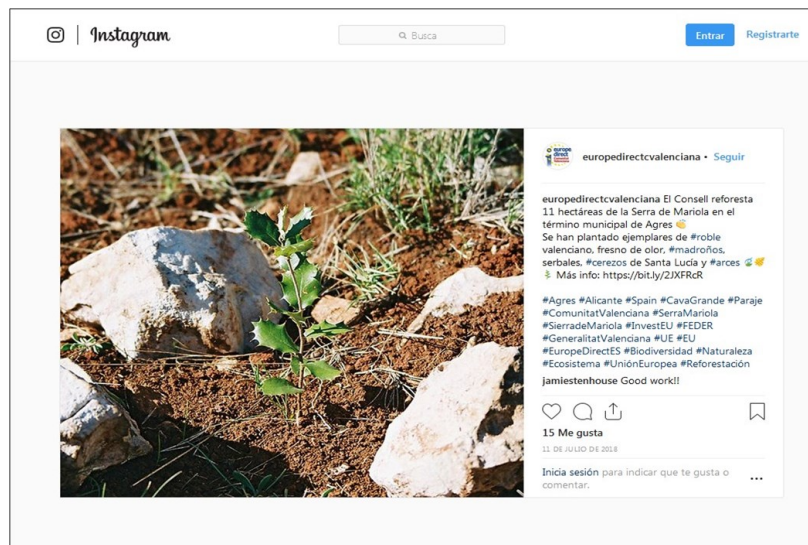 Instagram
Busca
Entrar
Registrarte
europe
direct
europedirectcvalenciana • Seguir
europedirectcvalenciana El Consell reforesta
11 hectáreas de la Serra de Mariola en el
término municipal de Agres 👏
Se han plantado ejemplares de #roble
valenciano, fresno de olor, #madroños,
serbales, #cerezos de Santa Lucía y #arces 🍃🍂
🌿 Más info: https://bit.ly/2JXFRcR
#Agres #Alicante #Spain #CavaGrande #Paraje
#ComunitatValenciana #SerraMariola
#SierradeMariola #InvestEU #FEDER
#GeneralitatValenciana #UE #EU
#EuropeDirectES #Biodiversidad #Naturaleza
#Ecosistema #UniónEuropea #Reforestación
jamiestenhouse Good work!!
15 Me gusta
11 DE JULIO DE 2018
Inicia sesión para indicar que te gusta o
comentar.